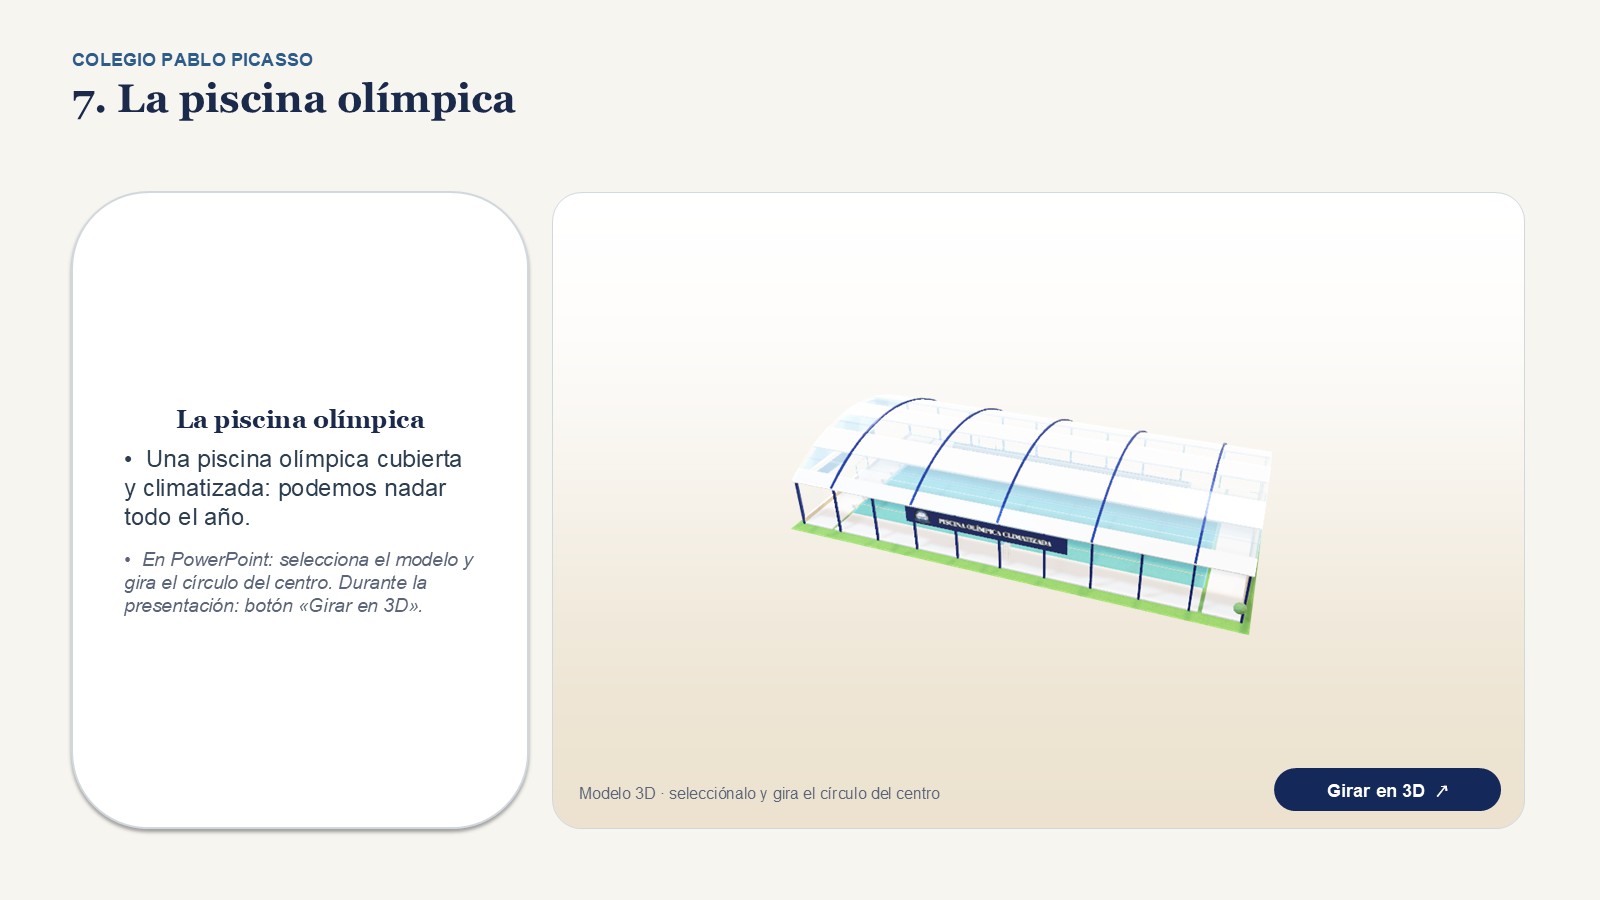 COLEGIO PABLO PICASSO
7. La piscina olímpica
La piscina olímpica
• Una piscina olímpica cubierta
y climatizada: podemos nadar
todo el año.
• En PowerPoint: selecciona el modelo y
gira el círculo del centro. Durante la
presentación: botón «Girar en 3D».
PISCINA OLÍMPICA CLIMATIZADA
Modelo 3D · selecciónalo y gira el círculo del centro
Girar en 3D ↗